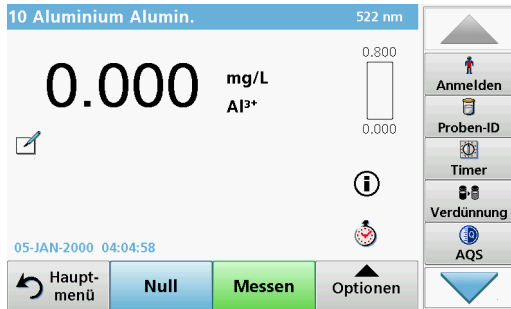 10 Aluminium Alumin.
522 nm
0.000
mg/L
Al³⁺
0.800
0.000
05-JAN-2000 04:04:58
Haupt-
menü
Null
Messen
Optionen
Anmelden
Proben-ID
Timer
Verdünnung
AQS